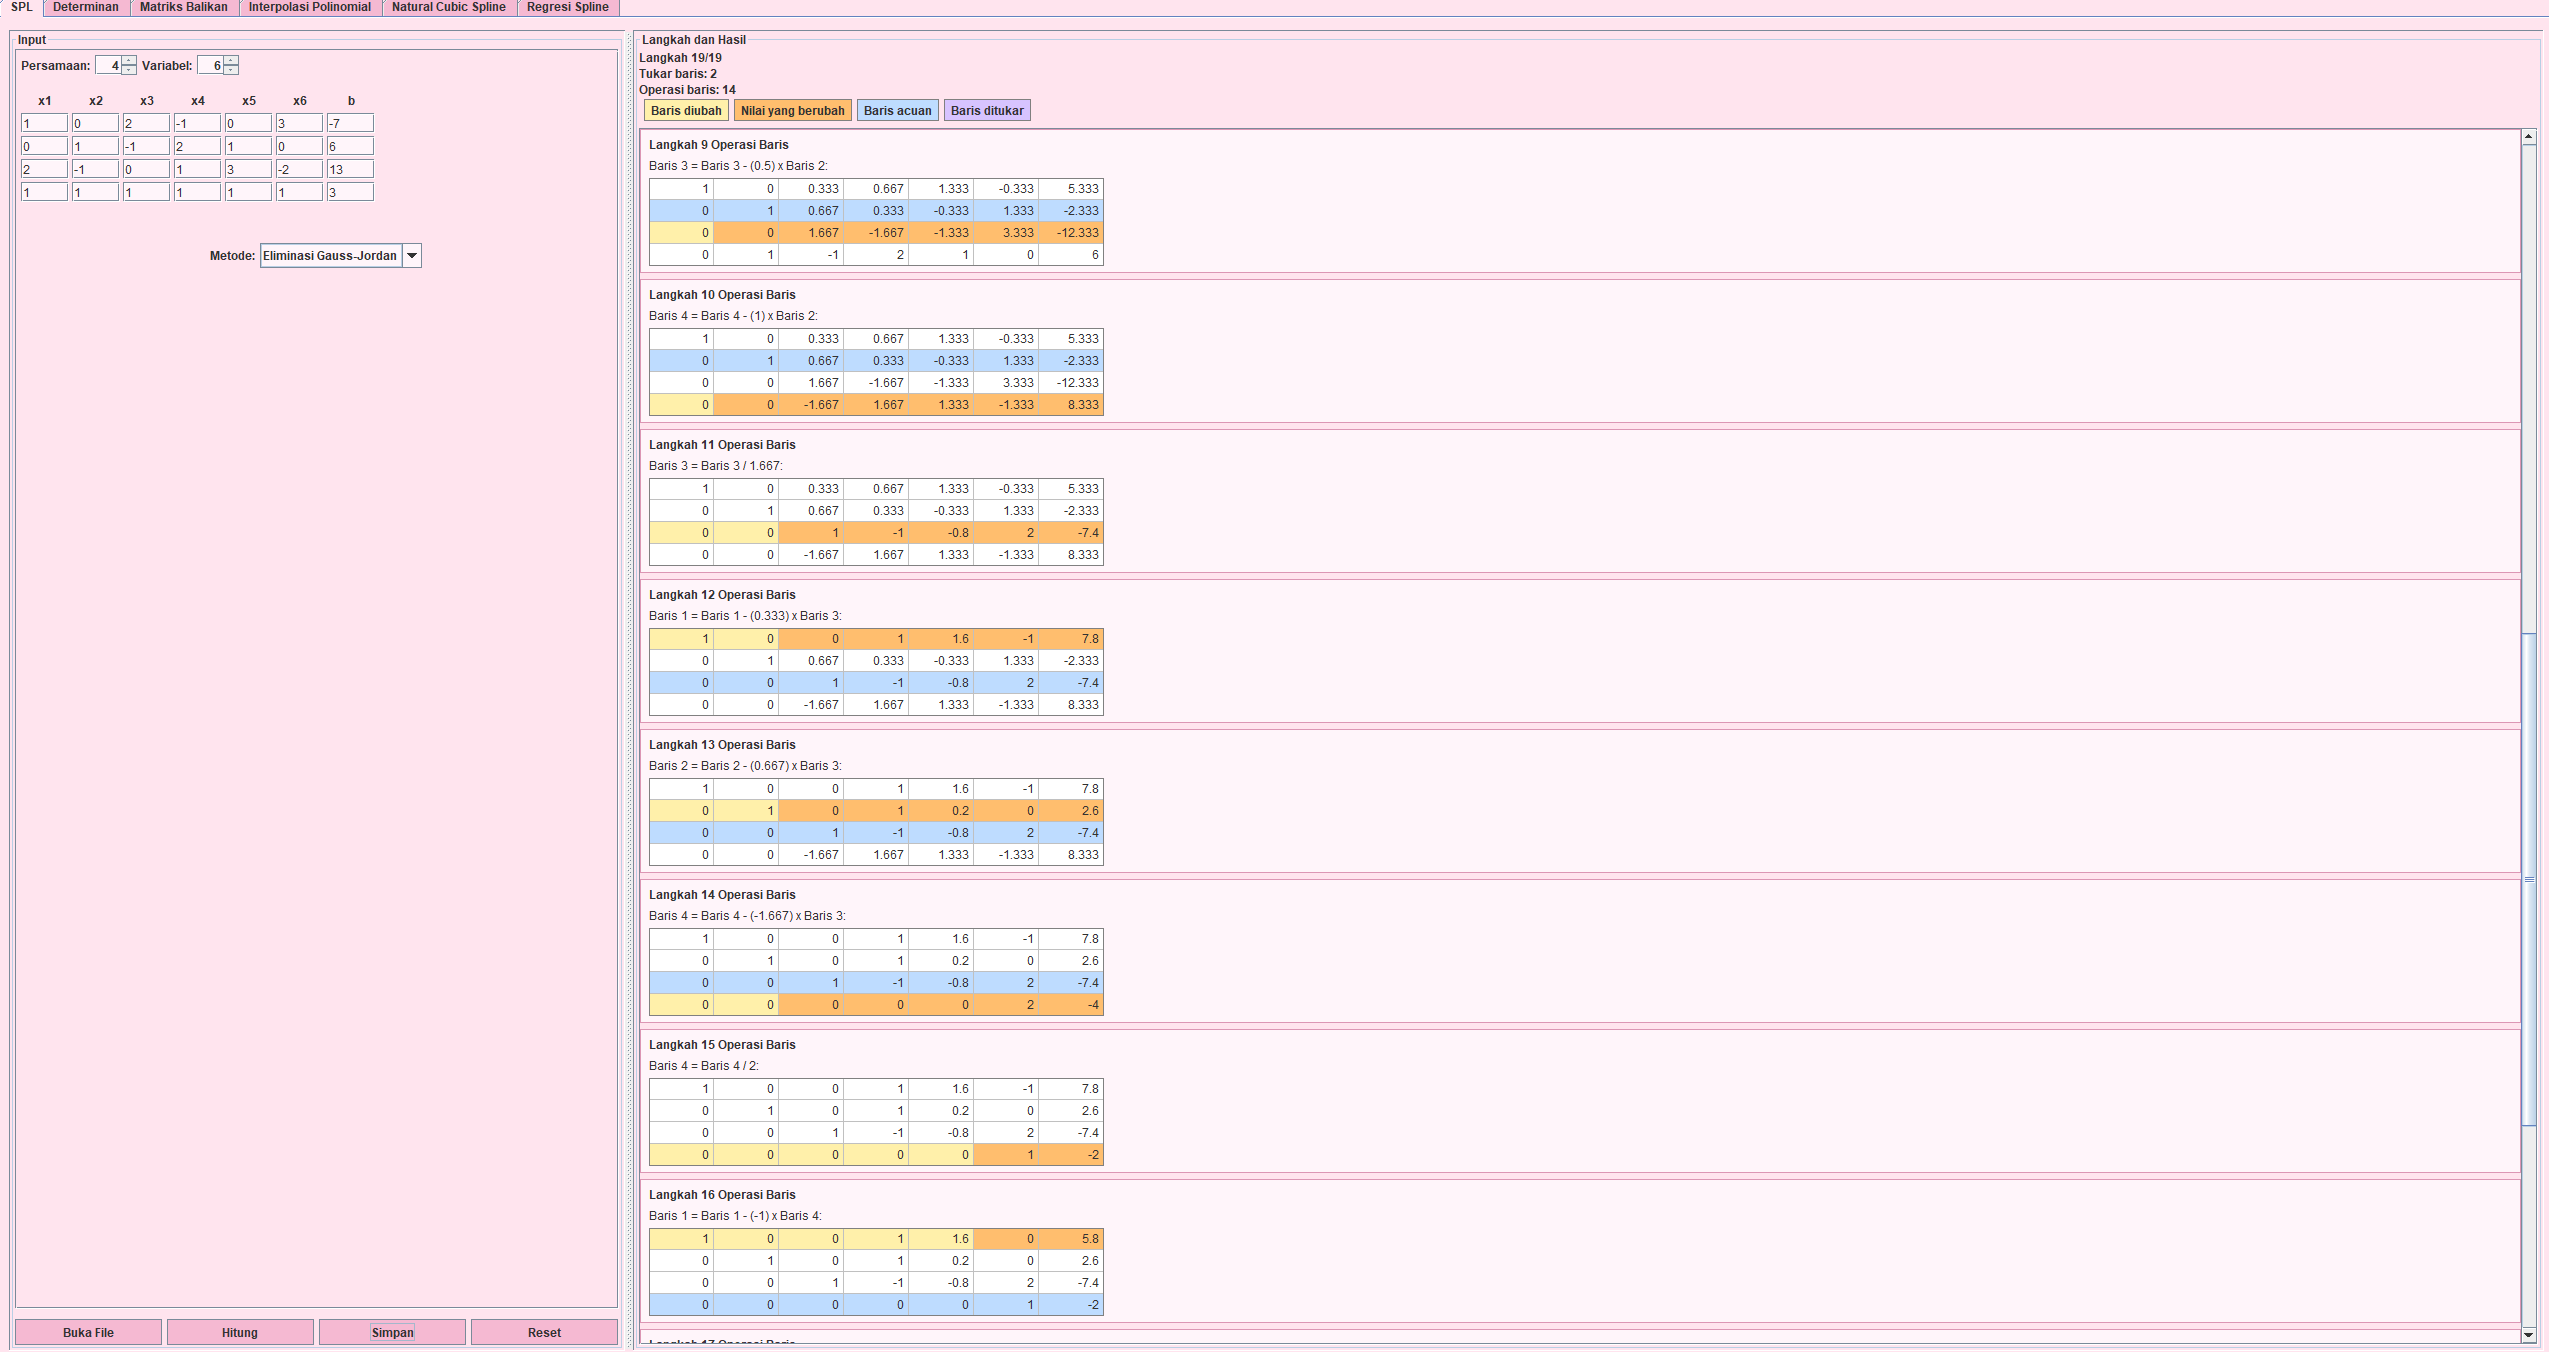 SPL Determinan Matriks Balikan Interpolasi Polinomial Natural Cubic Spline Regresi Spline
Input
Persamaan: 4 Variabel: 6
x1 x2 x3 x4 x5 x6 b
1 0 2 -1 0 3 -7
0 1 -1 2 1 0 6
2 -1 0 1 3 -2 13
1 1 1 1 1 1 3
Metode: Eliminasi Gauss-Jordan
Buka File Hitung Simpan Reset
Langkah dan Hasil
Langkah 19/19
Tukar baris: 2
Operasi baris: 14
Baris diubah Nilai yang berubah Baris acuan Baris ditukar
Langkah 9 Operasi Baris
Baris 3 = Baris 3 - (0.5) x Baris 2:
1 0 0.333 0.667 1.333 -0.333 5.333
0 1 0.667 0.333 -0.333 1.333 -2.333
0 0 1.667 -1.667 -1.333 3.333 -12.333
0 1 -1 2 1 0 6
Langkah 10 Operasi Baris
Baris 4 = Baris 4 - (1) x Baris 2:
1 0 0.333 0.667 1.333 -0.333 5.333
0 1 0.667 0.333 -0.333 1.333 -2.333
0 0 1.667 -1.667 -1.333 3.333 -12.333
0 0 -1.667 1.667 1.333 -1.333 8.333
Langkah 11 Operasi Baris
Baris 3 = Baris 3 / 1.667:
1 0 0.333 0.667 1.333 -0.333 5.333
0 1 0.667 0.333 -0.333 1.333 -2.333
0 0 1 -1 -0.8 2 -7.4
0 0 -1.667 1.667 1.333 -1.333 8.333
Langkah 12 Operasi Baris
Baris 1 = Baris 1 - (0.333) x Baris 3:
1 0 0 1 1.6 -1 7.8
0 1 0.667 0.333 -0.333 1.333 -2.333
0 0 1 -1 -0.8 2 -7.4
0 0 -1.667 1.667 1.333 -1.333 8.333
Langkah 13 Operasi Baris
Baris 2 = Baris 2 - (0.667) x Baris 3:
1 0 0 1 1.6 -1 7.8
0 1 0 1 0.2 0 2.6
0 0 1 -1 -0.8 2 -7.4
0 0 -1.667 1.667 1.333 -1.333 8.333
Langkah 14 Operasi Baris
Baris 4 = Baris 4 - (-1.667) x Baris 3:
1 0 0 1 1.6 -1 7.8
0 1 0 1 0.2 0 2.6
0 0 1 -1 -0.8 2 -7.4
0 0 0 0 0 2 -4
Langkah 15 Operasi Baris
Baris 4 = Baris 4 / 2:
1 0 0 1 1.6 -1 7.8
0 1 0 1 0.2 0 2.6
0 0 1 -1 -0.8 2 -7.4
0 0 0 0 0 1 -2
Langkah 16 Operasi Baris
Baris 1 = Baris 1 - (-1) x Baris 4:
1 0 0 1 1.6 0 5.8
0 1 0 1 0.2 0 2.6
0 0 1 -1 -0.8 2 -7.4
0 0 0 0 0 1 -2
Langkah 17 Operasi Baris